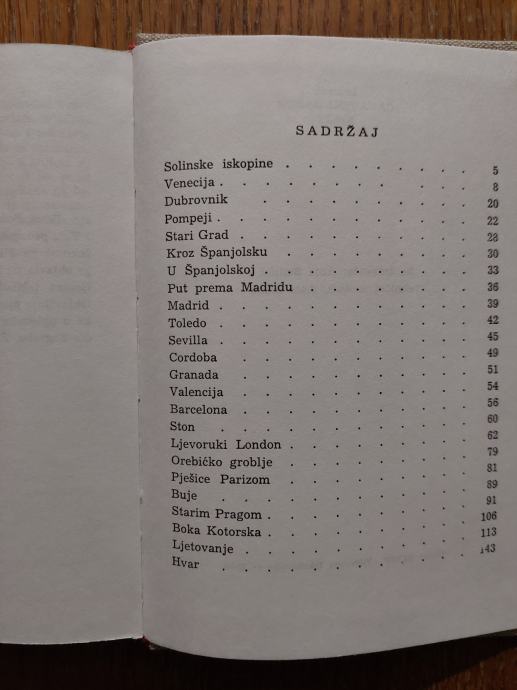 SADRŽAJ
Solinske iskopine . . . . . . . . . 5
Venecija . . . . . . . . . . 8
Dubrovnik . . . . . . . . . . 20
Pompeji . . . . . . . . . . . 22
Stari Grad . . . . . . . . . . 28
Kroz Španjolsku . . . . . . . . 30
U Španjolskoj . . . . . . . . . 33
Put prema Madridu . . . . . . . 36
Madrid . . . . . . . . . . . 39
Toledo . . . . . . . . . . . 42
Sevilla . . . . . . . . . . . 45
Cordoba . . . . . . . . . . 49
Granada . . . . . . . . . . 51
Valencija . . . . . . . . . . 54
Barcelona . . . . . . . . . . 56
Ston . . . . . . . . . . . 60
Ljevoruki London . . . . . . . . 62
Orebićko groblje . . . . . . . . 79
Pješice Parizom . . . . . . . . 81
Buje . . . . . . . . . . . 89
Starim Pragom . . . . . . . . . 91
Boka Kotorska . . . . . . . . . 106
Ljetovanje . . . . . . . . . . 113
Hvar . . . . . . . . . . . 143